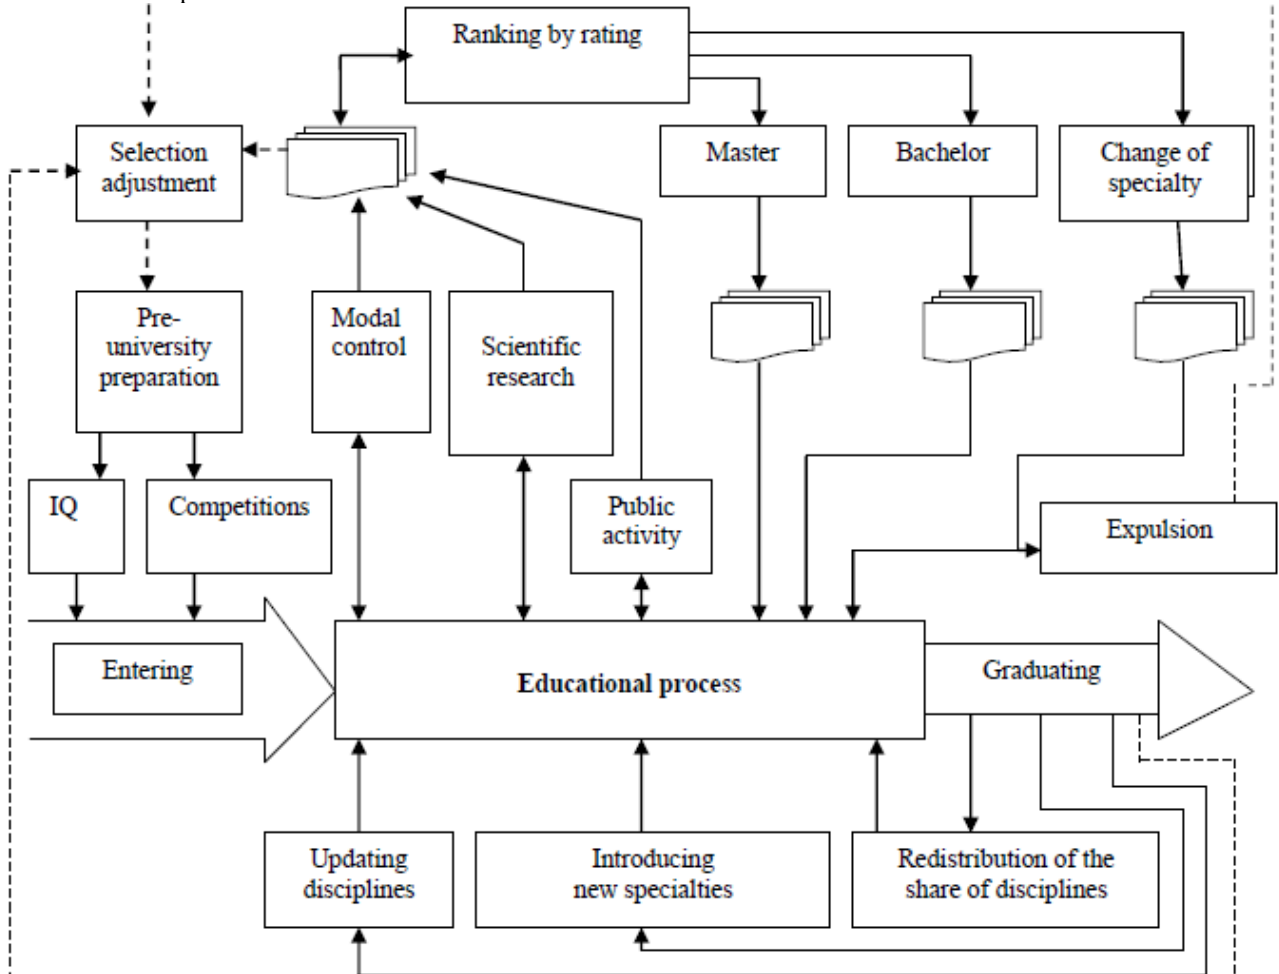 Ranking by rating
Selection
adjustment
Master
Bachelor
Change of
specialty
Pre-
university
preparation
Modal
control
Scientific
research
IQ
Competitions
Public
activity
Expulsion
Entering
Educational process
Graduating
Updating
disciplines
Introducing
new specialties
Redistribution of the
share of disciplines